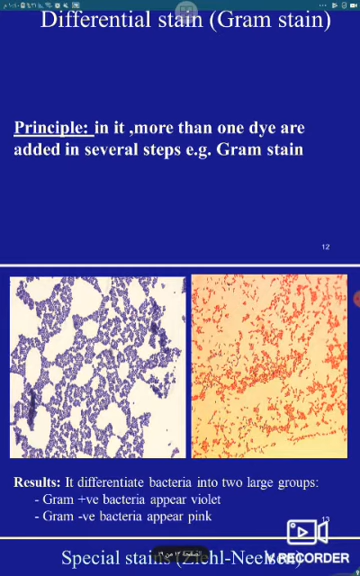 Differential stain (Gram stain)
Principle: in it ,more than one dye are
added in several steps e.g. Gram stain
12
Results: It differentiate bacteria into two large groups:
- Gram +ve bacteria appear violet
- Gram -ve bacteria appear pink
13
Special stains (Ziehl-Neelsen)
V.RECORDER